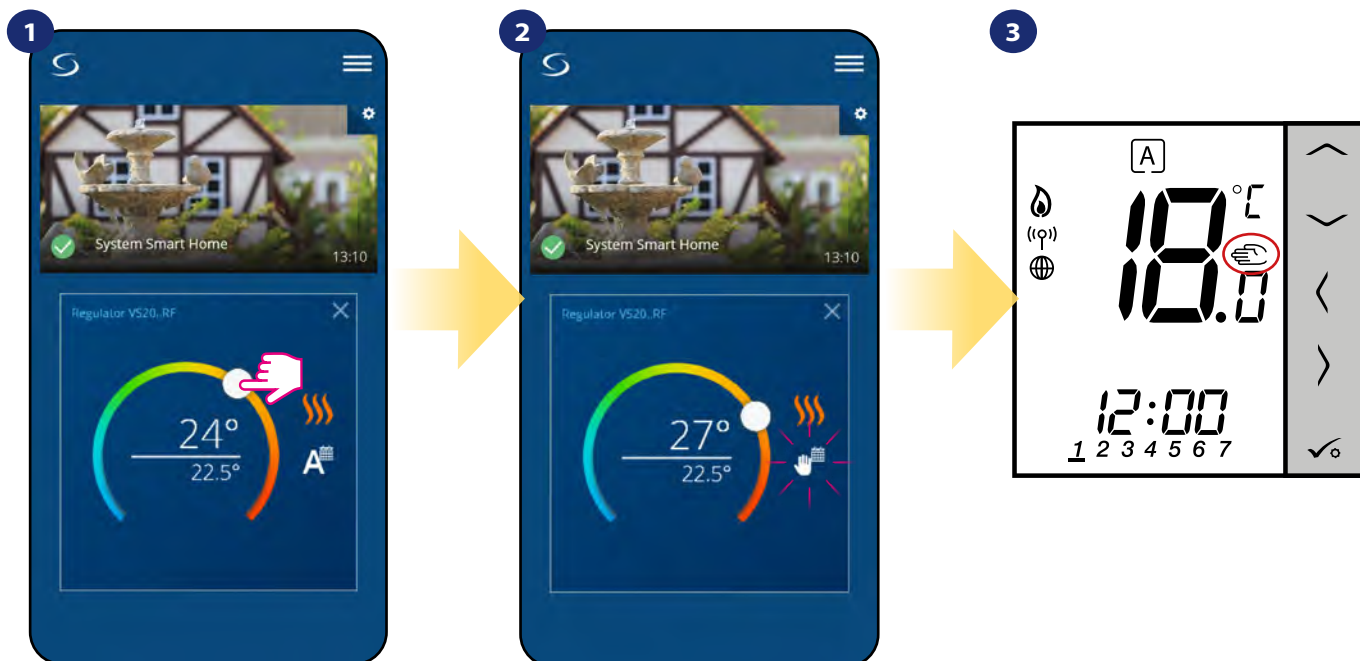 1
System Smart Home
13:10
Regulator VS20..RF
24°
22.5°
A
2
System Smart Home
13:10
Regulator VS20..RF
27°
22.5°
3
A
18.0 °C
12:00
1 2 3 4 5 6 7